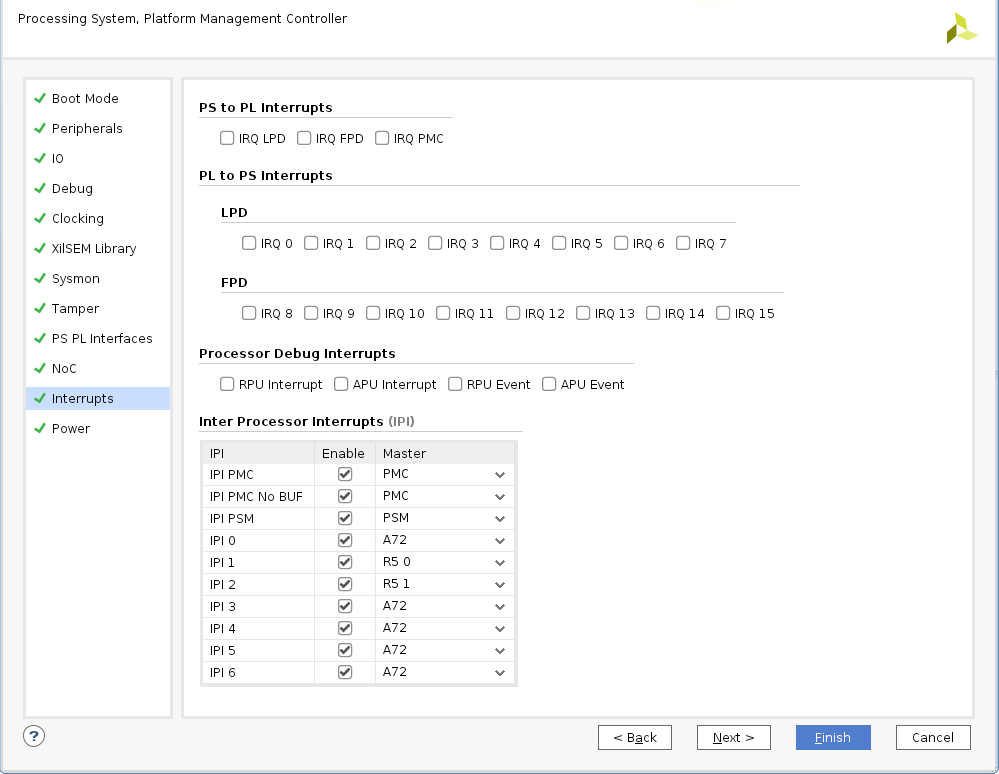 Processing System, Platform Management Controller
Boot Mode
Peripherals
IO
Debug
Clocking
XilSEM Library
Sysmon
Tamper
PS PL Interfaces
NoC
Interrupts
Power
PS to PL Interrupts
IRQ LPD IRQ FPD IRQ PMC
PL to PS Interrupts
LPD
IRQ 0 IRQ 1 IRQ 2 IRQ 3 IRQ 4 IRQ 5 IRQ 6 IRQ 7
FPD
IRQ 8 IRQ 9 IRQ 10 IRQ 11 IRQ 12 IRQ 13 IRQ 14 IRQ 15
Processor Debug Interrupts
RPU Interrupt APU Interrupt RPU Event APU Event
Inter Processor Interrupts (IPI)
IPI Enable Master
IPI PMC PMC
IPI PMC No BUF PMC
IPI PSM PSM
IPI 0 A72
IPI 1 R5 0
IPI 2 R5 1
IPI 3 A72
IPI 4 A72
IPI 5 A72
IPI 6 A72
? < Back Next > Finish Cancel